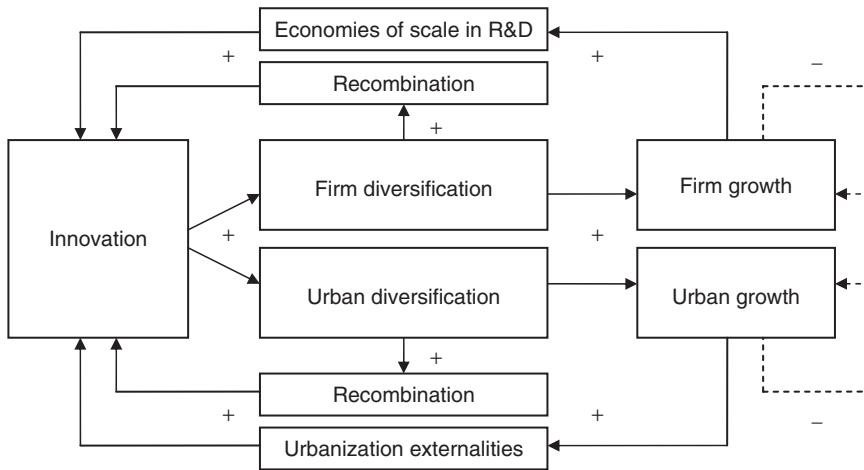 Economies of scale in R&D
+
+
−
Recombination
+
Firm diversification
Firm growth
Innovation
+
+
Urban diversification
Urban growth
+
Recombination
+
+
−
Urbanization externalities